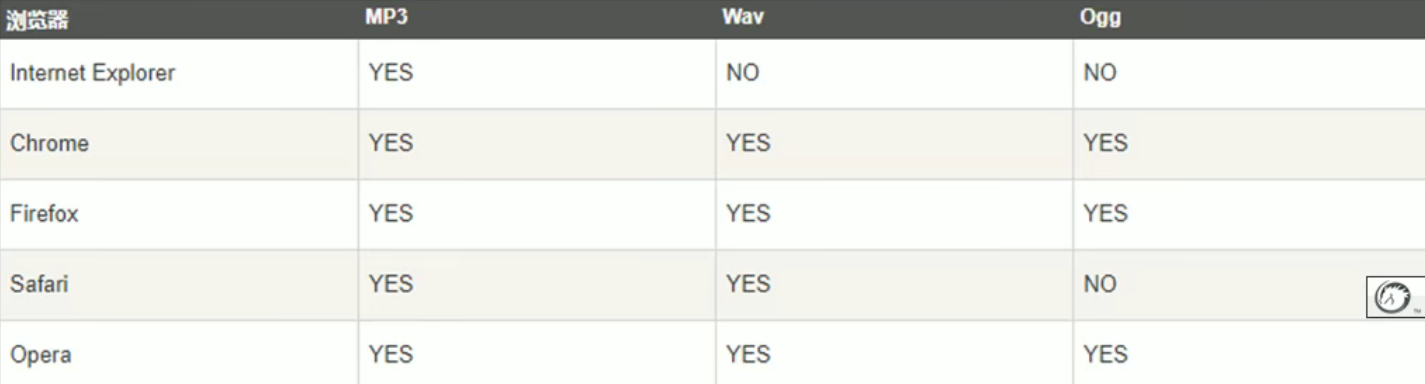 浏览器 MP3 Wav Ogg
Internet Explorer YES NO NO
Chrome YES YES YES
Firefox YES YES YES
Safari YES YES NO
Opera YES YES YES